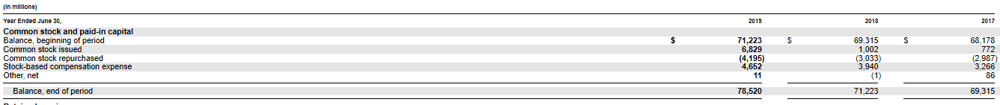 (In millions)
Year Ended June 30, 2019 2018 2017
Common stock and paid-in capital
Balance, beginning of period $ 71,223 $ 69,315 $ 68,178
Common stock issued 6,829 1,002 772
Common stock repurchased (4,195) (3,033) (2,987)
Stock-based compensation expense 4,652 3,940 3,266
Other, net 11 (1) 86
Balance, end of period 78,520 71,223 69,315